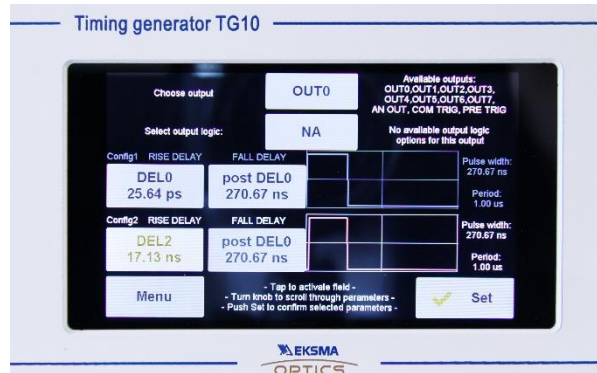 Timing generator TG10
Choose output
OUT0
Available outputs:
OUT0,OUT1,OUT2,OUT3,
OUT4,OUT5,OUT6,OUT7,
AN OUT, COM TRIG, PRE TRIG
Select output logic:
NA
No available output logic
options for this output
Config1 RISE DELAY FALL DELAY
DEL0
25.64 ps
post DEL0
270.67 ns
Pulse width:
270.67 ns
Period:
1.00 us
Config2 RISE DELAY FALL DELAY
DEL2
17.13 ns
post DEL0
270.67 ns
Pulse width:
270.67 ns
Period:
1.00 us
Menu
- Tap to activate field -
- Turn knob to scroll through parameters -
- Push Set to confirm selected parameters -
Set
EKSMA
OPTICS